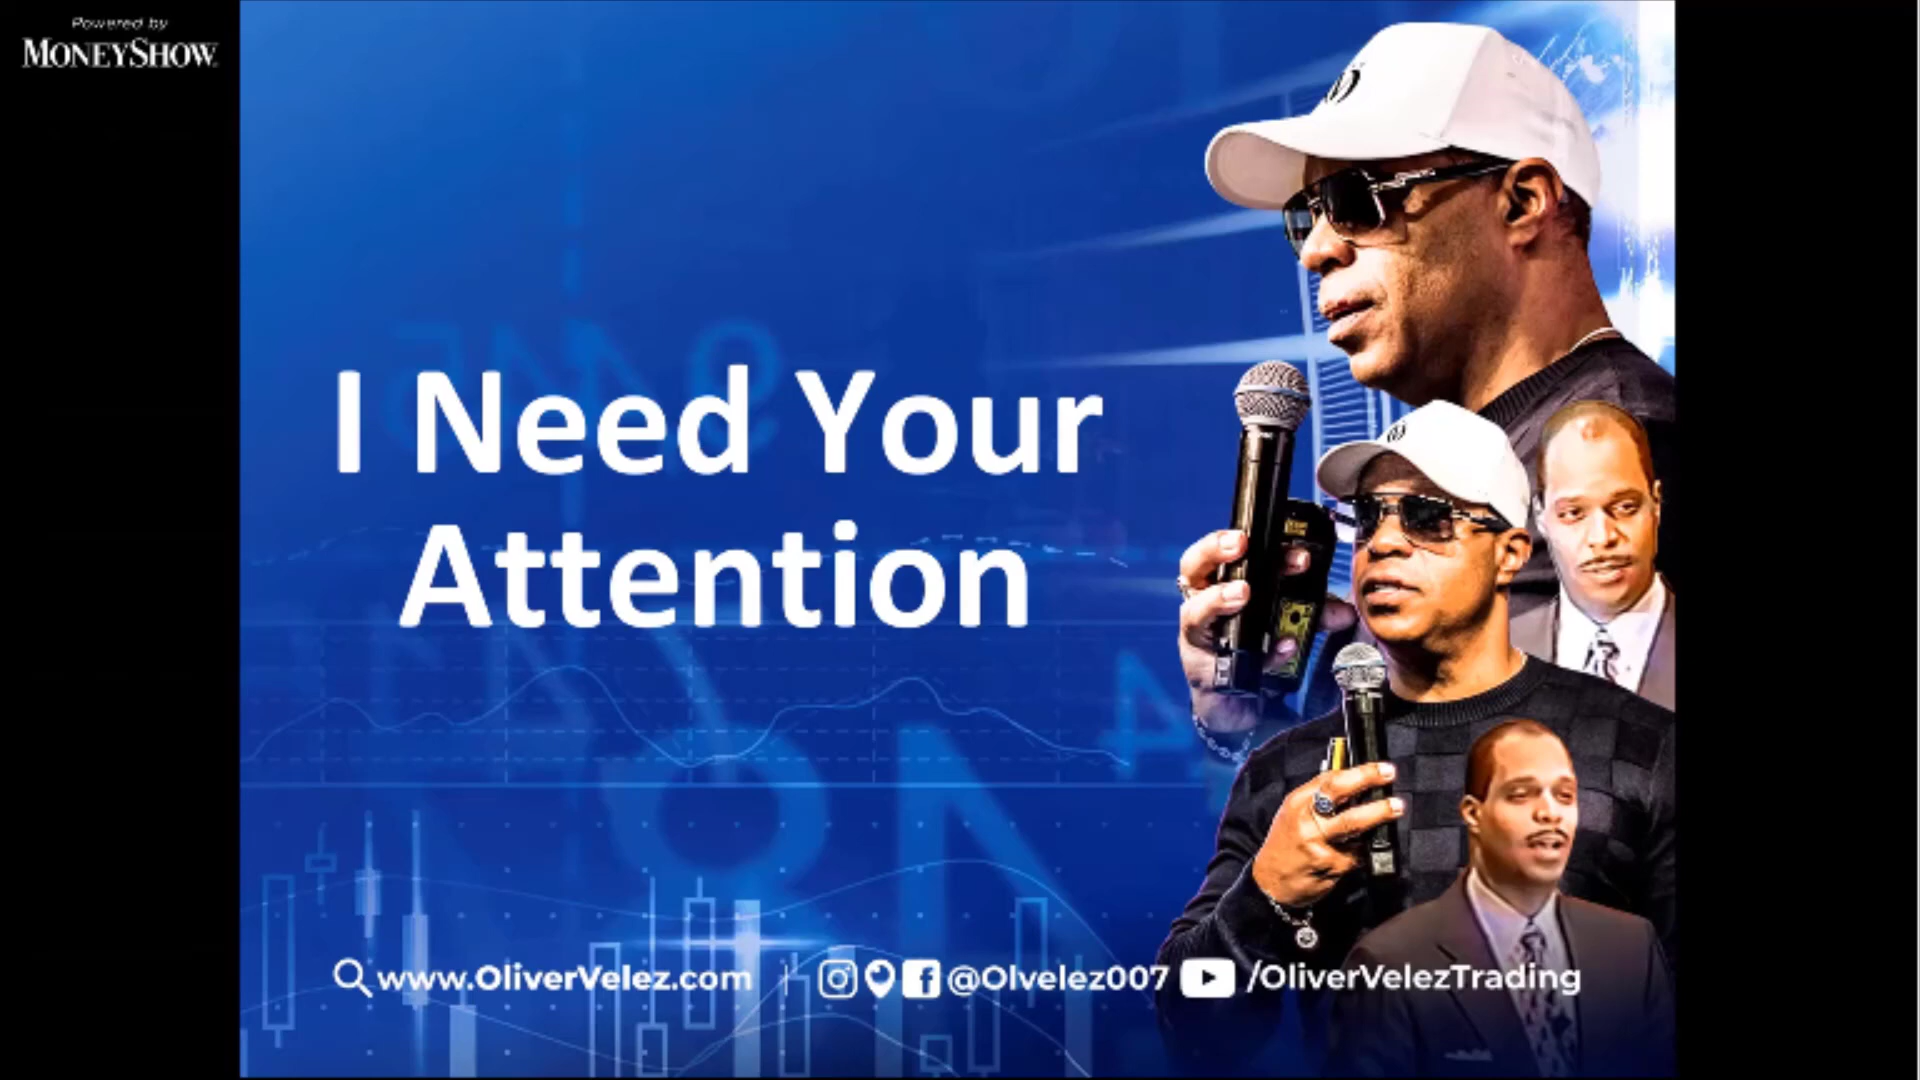 Powered by
MONEYSHOW
I Need Your
Attention
www.OliverVelez.com | @Olvelez007 /OliverVelezTrading